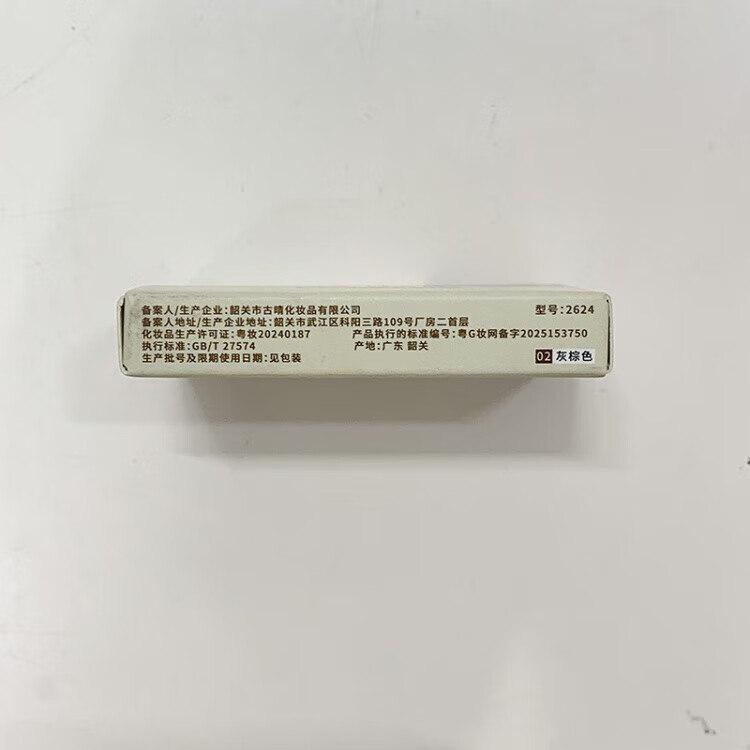 备案人/生产企业:韶关市古晴化妆品有限公司 型号:2624
备案人地址/生产企业地址:韶关市武江区科阳三路109号厂房二首层
化妆品生产许可证:粤妆20240187 产品执行的标准编号:粤G妆网备字2025153750
执行标准:GB/T 27574 产地:广东 韶关
生产批号及限期使用日期:见包装
02 灰棕色